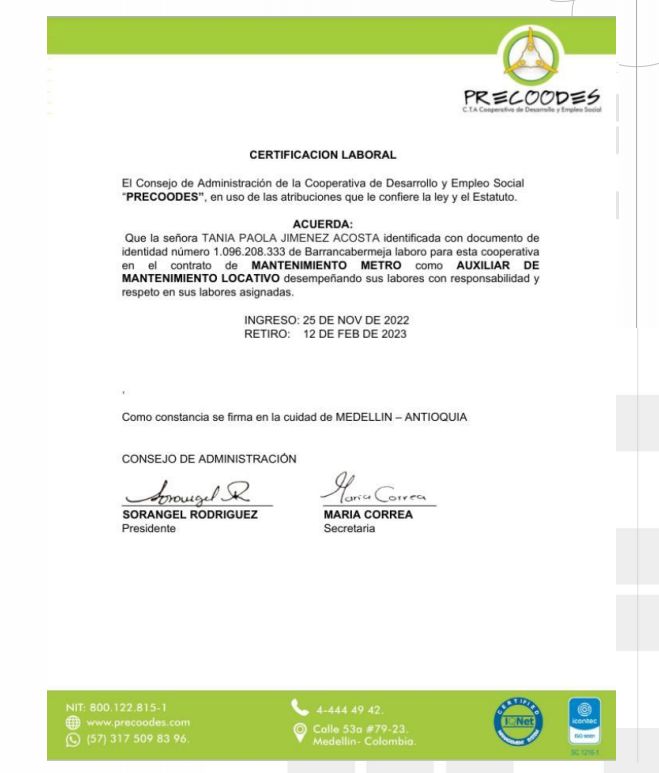 PRECOODES
C.T.A Cooperativa de Desarrollo y Empleo Social
CERTIFICACION LABORAL
El Consejo de Administración de la Cooperativa de Desarrollo y Empleo Social
“PRECOODES”, en uso de las atribuciones que le confiere la ley y el Estatuto.
ACUERDA:
Que la señora TANIA PAOLA JIMENEZ ACOSTA identificada con documento de
identidad número 1.096.208.333 de Barrancabermeja laboro para esta cooperativa
en el contrato de MANTENIMIENTO METRO como AUXILIAR DE
MANTENIMIENTO LOCATIVO desempeñando sus labores con responsabilidad y
respeto en sus labores asignadas.
INGRESO: 25 DE NOV DE 2022
RETIRO: 12 DE FEB DE 2023
,
Como constancia se firma en la cuidad de MEDELLIN – ANTIOQUIA
CONSEJO DE ADMINISTRACIÓN
Sorangel R
Maria Correa
SORANGEL RODRIGUEZ
MARIA CORREA
Presidente
Secretaria
NIT: 800.122.815-1
www.precoodes.com
(57) 317 509 83 96.
4-444 49 42.
Calle 53a #79-23.
Medellin- Colombia.
CERTIFIED
IQNet
MANAGEMENT SYSTEM
icontec
ISO 9001
SC 1216-1